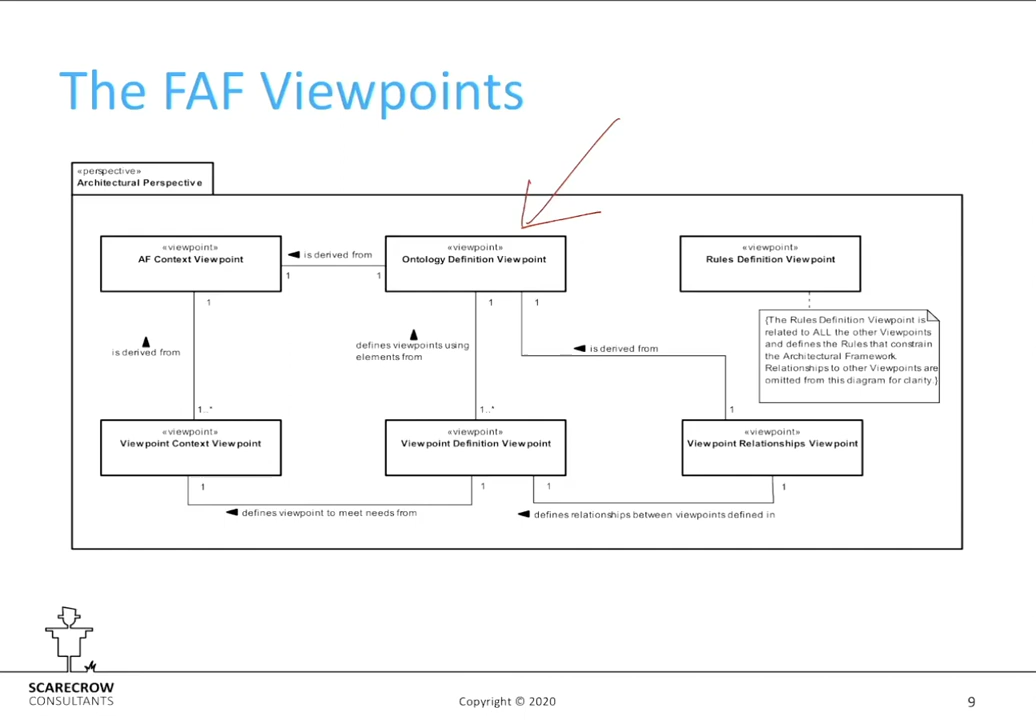 The FAF Viewpoints
«perspective»
Architectural Perspective
«viewpoint»
AF Context Viewpoint
is derived from
1
1
«viewpoint»
Ontology Definition Viewpoint
«viewpoint»
Rules Definition Viewpoint
1
1
1
{The Rules Definition Viewpoint is
related to ALL the other Viewpoints
and defines the Rules that constrain
the Architectural Framework.
Relationships to other Viewpoints are
omitted from this diagram for clarity.}
is derived from
defines viewpoints using
elements from
is derived from
1..*
1..*
1
«viewpoint»
Viewpoint Context Viewpoint
«viewpoint»
Viewpoint Definition Viewpoint
«viewpoint»
Viewpoint Relationships Viewpoint
1
1
1
1
defines viewpoint to meet needs from
defines relationships between viewpoints defined in
SCARECROW
CONSULTANTS
Copyright © 2020
9